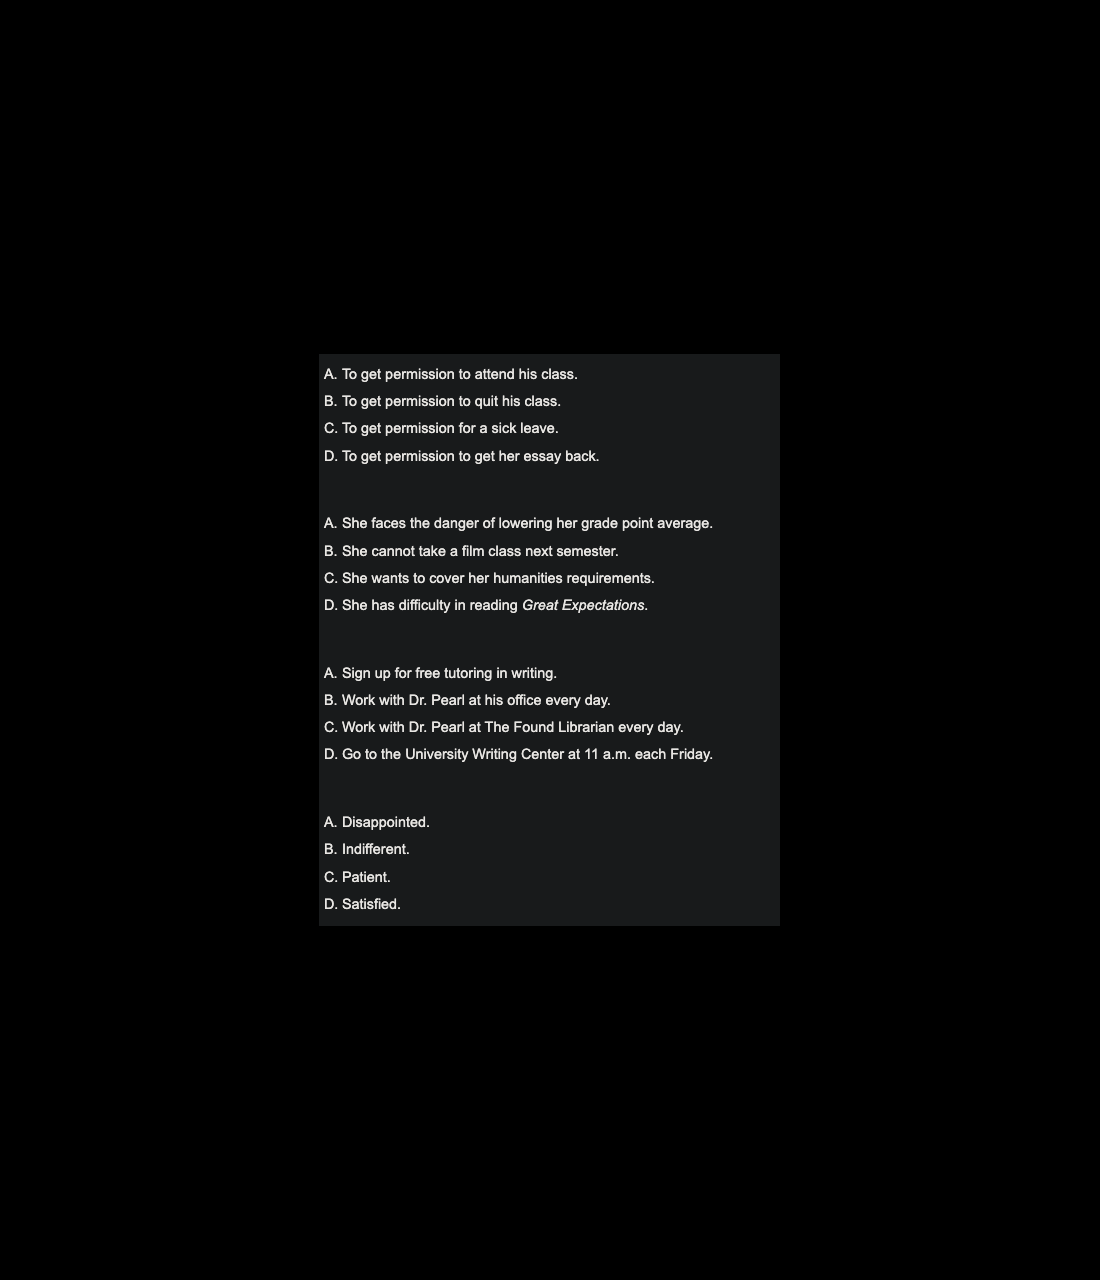 A. To get permission to attend his class.
B. To get permission to quit his class.
C. To get permission for a sick leave.
D. To get permission to get her essay back.
A. She faces the danger of lowering her grade point average.
B. She cannot take a film class next semester.
C. She wants to cover her humanities requirements.
D. She has difficulty in reading Great Expectations.
A. Sign up for free tutoring in writing.
B. Work with Dr. Pearl at his office every day.
C. Work with Dr. Pearl at The Found Librarian every day.
D. Go to the University Writing Center at 11 a.m. each Friday.
A. Disappointed.
B. Indifferent.
C. Patient.
D. Satisfied.